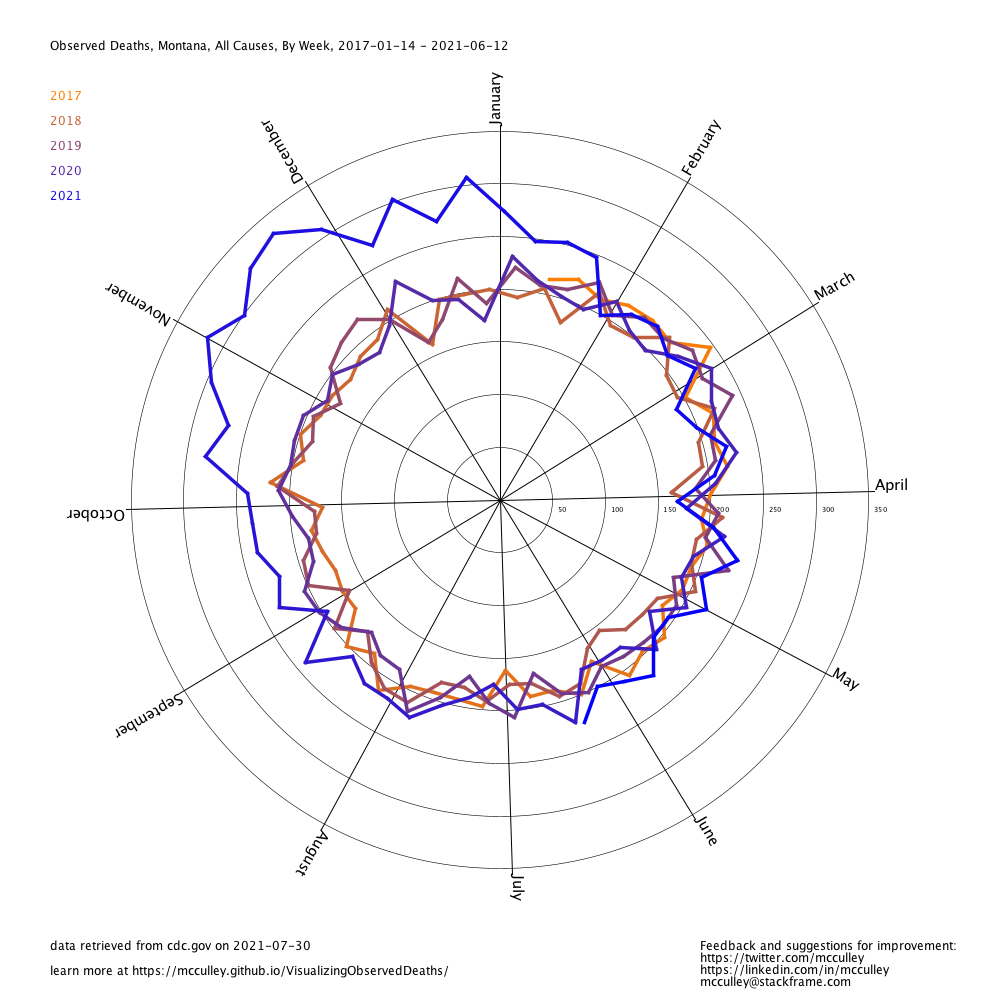 Observed Deaths, Montana, All Causes, By Week, 2017-01-14 - 2021-06-12
2017
2018
2019
2020
2021
January
February
March
April
May
June
July
August
September
October
November
December
50
100
150
200
250
300
350
data retrieved from cdc.gov on 2021-07-30
learn more at https://mcculley.github.io/VisualizingObservedDeaths/
Feedback and suggestions for improvement:
https://twitter.com/mcculley
https://linkedin.com/in/mcculley
mcculley@stackframe.com